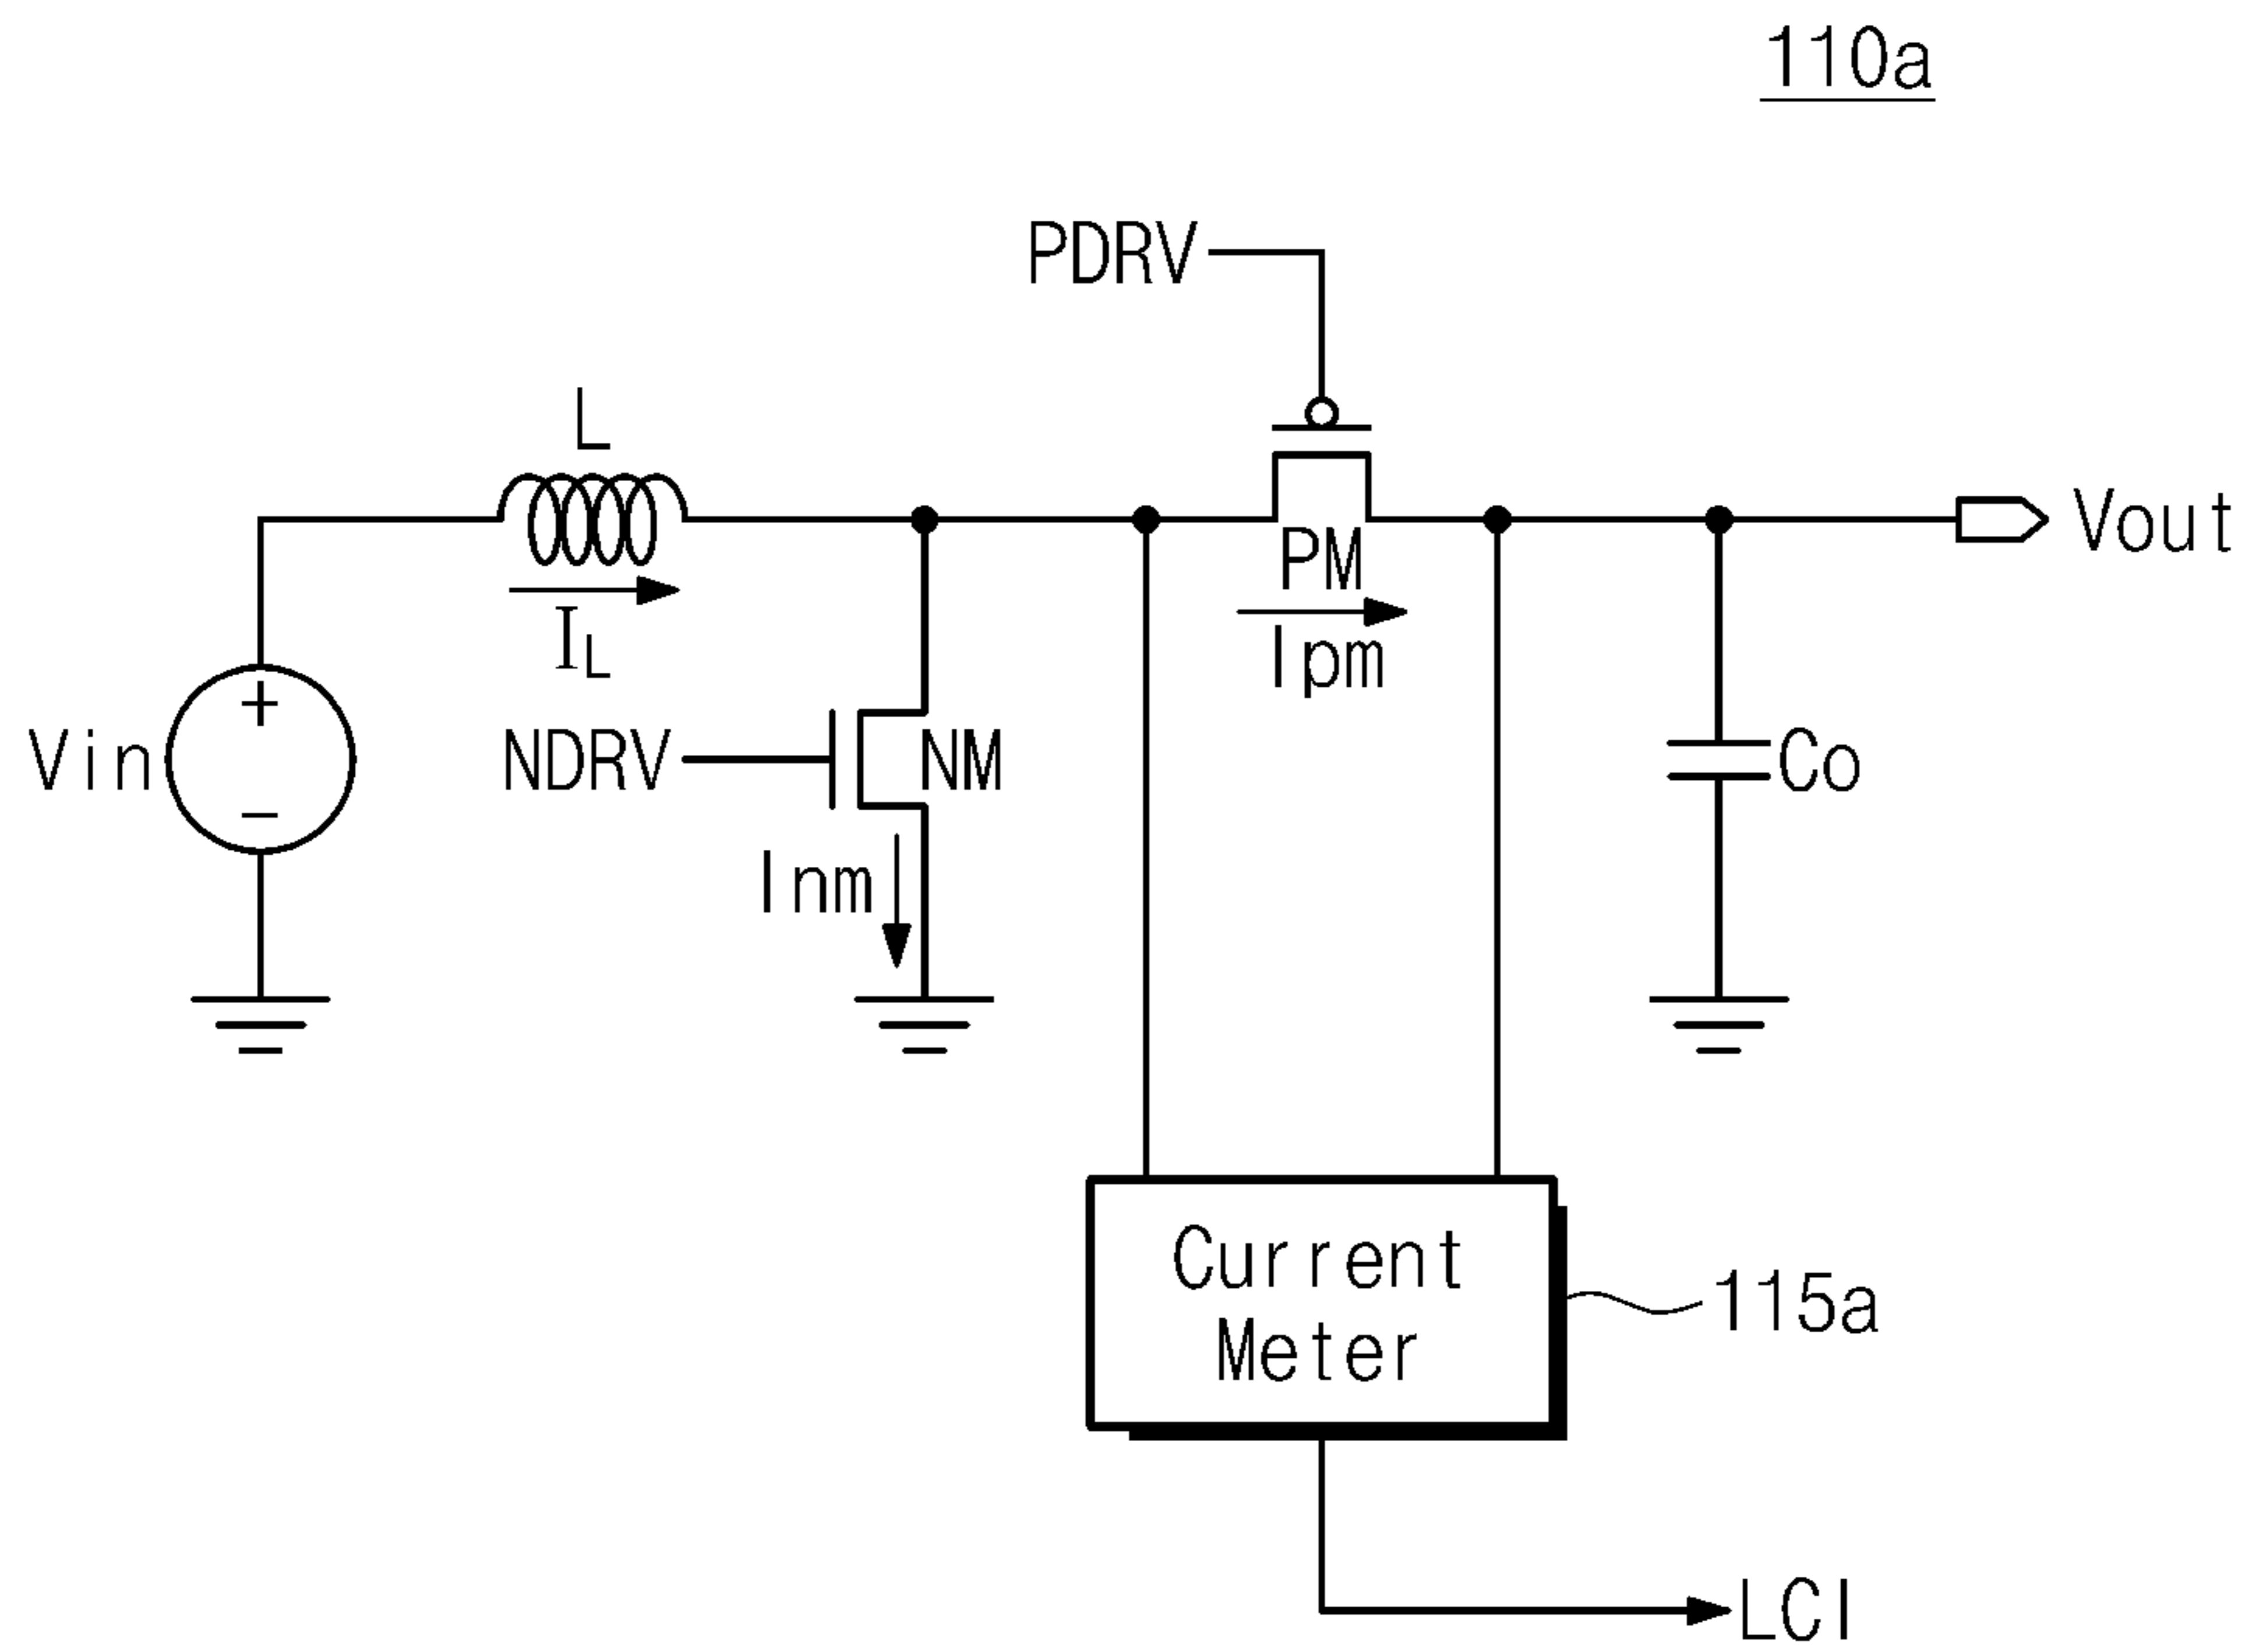 110a
PDRV
L
IL
PM
Ipm
Vout
Vin
+
−
NDRV
NM
Inm
Co
Current
Meter
115a
LCI